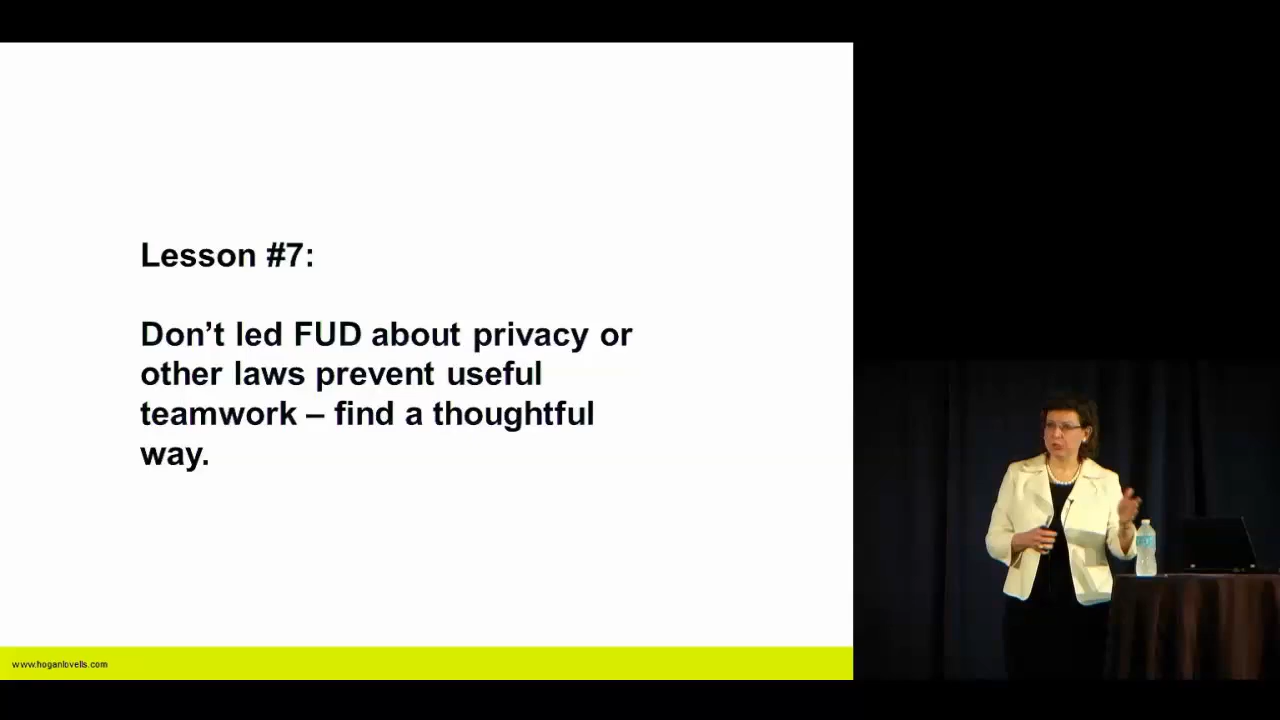 Lesson #7:
Don’t led FUD about privacy or
other laws prevent useful
teamwork – find a thoughtful
way.
www.hoganlovells.com